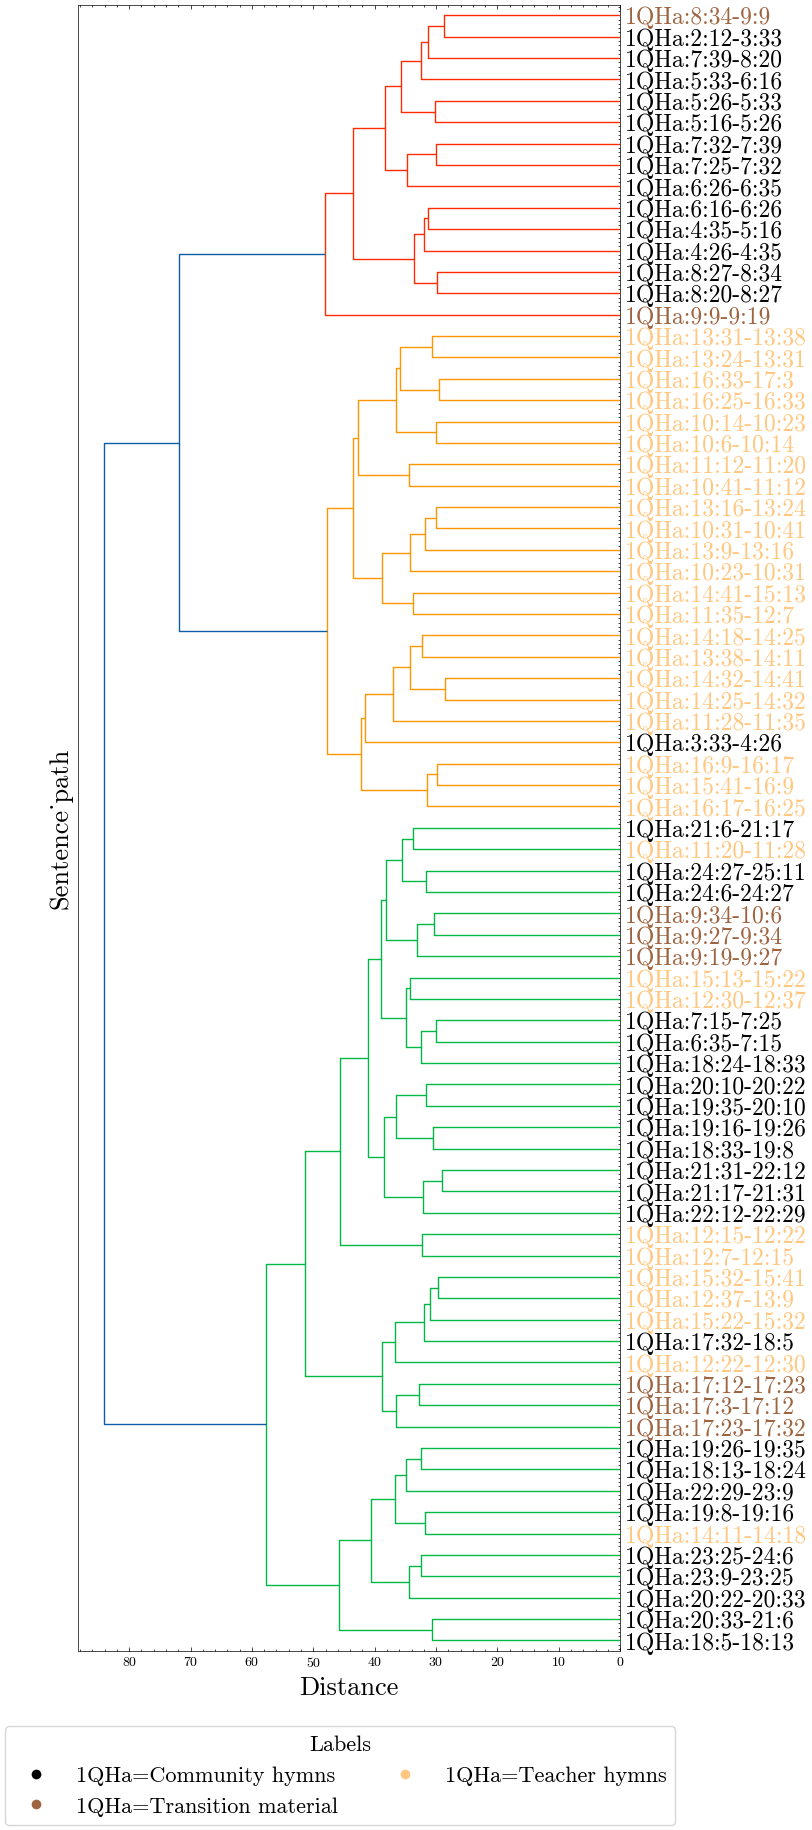 1QHa:8:34-9:9
1QHa:2:12-3:33
1QHa:7:39-8:20
1QHa:5:33-6:16
1QHa:5:26-5:33
1QHa:5:16-5:26
1QHa:7:32-7:39
1QHa:7:25-7:32
1QHa:6:26-6:35
1QHa:6:16-6:26
1QHa:4:35-5:16
1QHa:4:26-4:35
1QHa:8:27-8:34
1QHa:8:20-8:27
1QHa:9:9-9:19
1QHa:13:31-13:38
1QHa:13:24-13:31
1QHa:16:33-17:3
1QHa:16:25-16:33
1QHa:10:14-10:23
1QHa:10:6-10:14
1QHa:11:12-11:20
1QHa:10:41-11:12
1QHa:13:16-13:24
1QHa:10:31-10:41
1QHa:13:9-13:16
1QHa:10:23-10:31
1QHa:14:41-15:13
1QHa:11:35-12:7
1QHa:14:18-14:25
1QHa:13:38-14:11
1QHa:14:32-14:41
1QHa:14:25-14:32
1QHa:11:28-11:35
1QHa:3:33-4:26
1QHa:16:9-16:17
1QHa:15:41-16:9
1QHa:16:17-16:25
1QHa:21:6-21:17
1QHa:11:20-11:28
1QHa:24:27-25:11
1QHa:24:6-24:27
1QHa:9:34-10:6
1QHa:9:27-9:34
1QHa:9:19-9:27
1QHa:15:13-15:22
1QHa:12:30-12:37
1QHa:7:15-7:25
1QHa:6:35-7:15
1QHa:18:24-18:33
1QHa:20:10-20:22
1QHa:19:35-20:10
1QHa:19:16-19:26
1QHa:18:33-19:8
1QHa:21:31-22:12
1QHa:21:17-21:31
1QHa:22:12-22:29
1QHa:12:15-12:22
1QHa:12:7-12:15
1QHa:15:32-15:41
1QHa:12:37-13:9
1QHa:15:22-15:32
1QHa:17:32-18:5
1QHa:12:22-12:30
1QHa:17:12-17:23
1QHa:17:3-17:12
1QHa:17:23-17:32
1QHa:19:26-19:35
1QHa:18:13-18:24
1QHa:22:29-23:9
1QHa:19:8-19:16
1QHa:14:11-14:18
1QHa:23:25-24:6
1QHa:23:9-23:25
1QHa:20:22-20:33
1QHa:20:33-21:6
1QHa:18:5-18:13
Sentence˙path
80 70 60 50 40 30 20 10 0
Distance
Labels
1QHa=Community hymns
1QHa=Transition material
1QHa=Teacher hymns